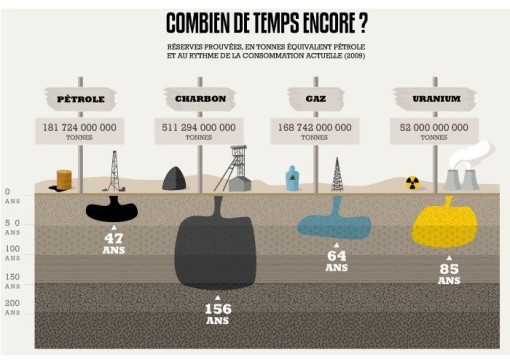 COMBIEN DE TEMPS ENCORE ?
RÉSERVES PROUVÉES, EN TONNES ÉQUIVALENT PÉTROLE
ET AU RYTHME DE LA CONSOMMATION ACTUELLE (2009)
PÉTROLE
CHARBON
GAZ
URANIUM
181 724 000 000
TONNES
511 294 000 000
TONNES
168 742 000 000
TONNES
52 000 000 000
TONNES
0
ANS
5 0
ANS
100
ANS
150
ANS
200
ANS
47
ANS
156
ANS
64
ANS
85
ANS